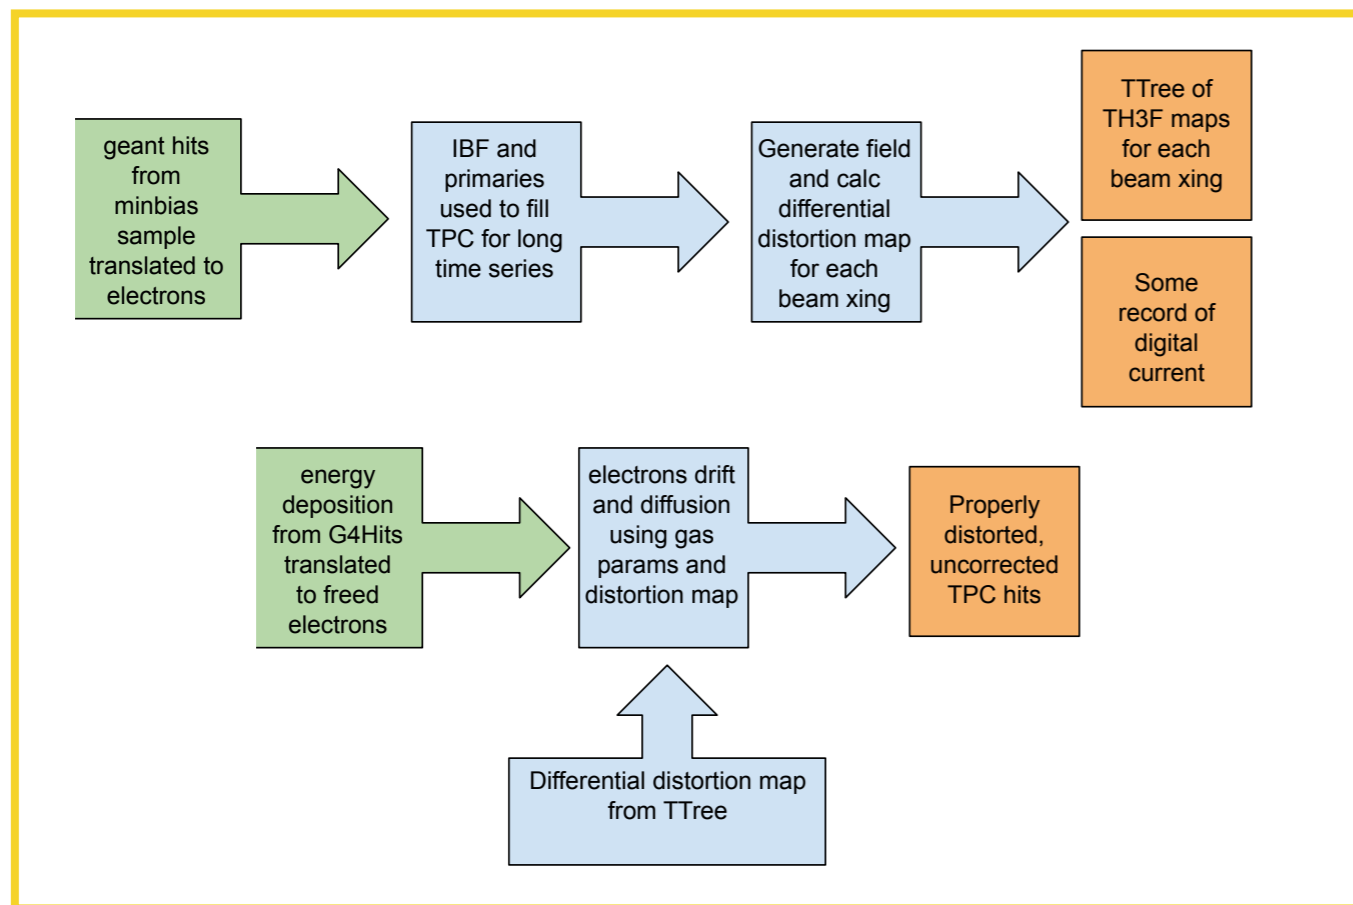 geant hits
from
minbias
sample
translated to
electrons
IBF and
primaries
used to fill
TPC for long
time series
Generate field
and calc
differential
distortion map
for each
beam xing
TTree of
TH3F maps
for each
beam xing
Some
record of
digital
current
energy
deposition
from G4Hits
translated
to freed
electrons
electrons drift
and diffusion
using gas
params and
distortion map
Properly
distorted,
uncorrected
TPC hits
Differential distortion map
from TTree